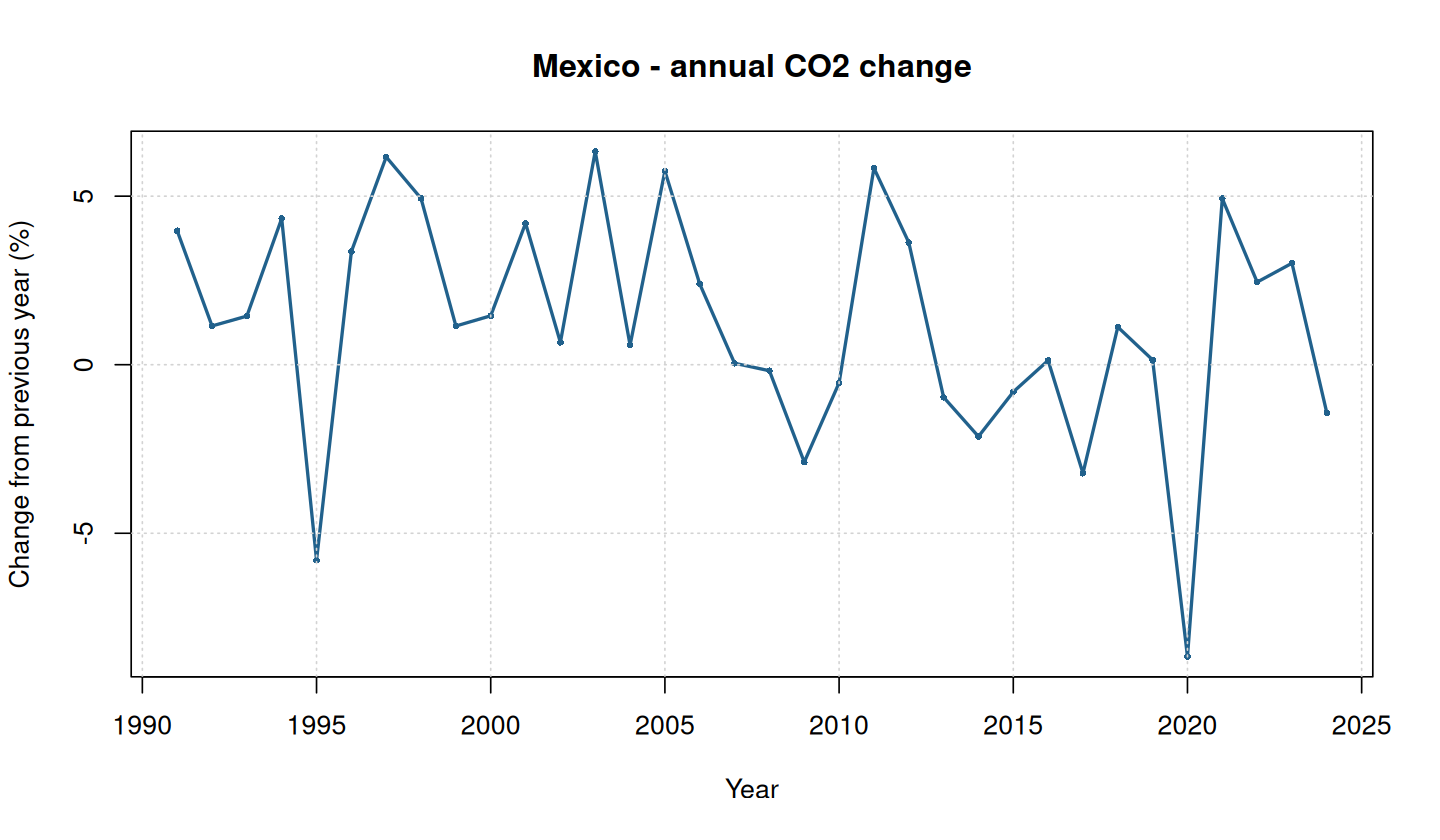 Mexico - annual CO2 change
Change from previous year (%)
5
0
-5
1990 1995 2000 2005 2010 2015 2020 2025
Year